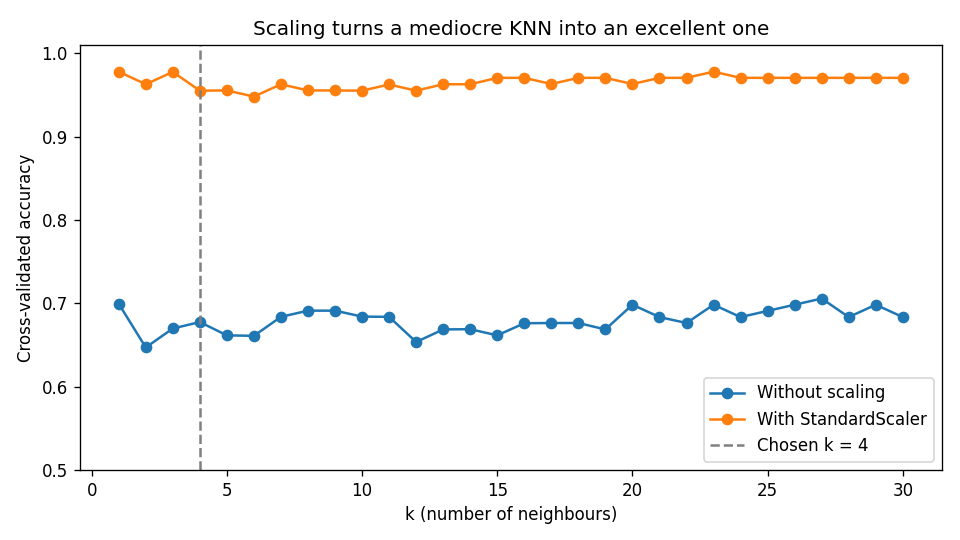 Scaling turns a mediocre KNN into an excellent one
Cross-validated accuracy
1.0
0.9
0.8
0.7
0.6
0.5
0
5
10
15
20
25
30
k (number of neighbours)
Without scaling
With StandardScaler
Chosen k = 4